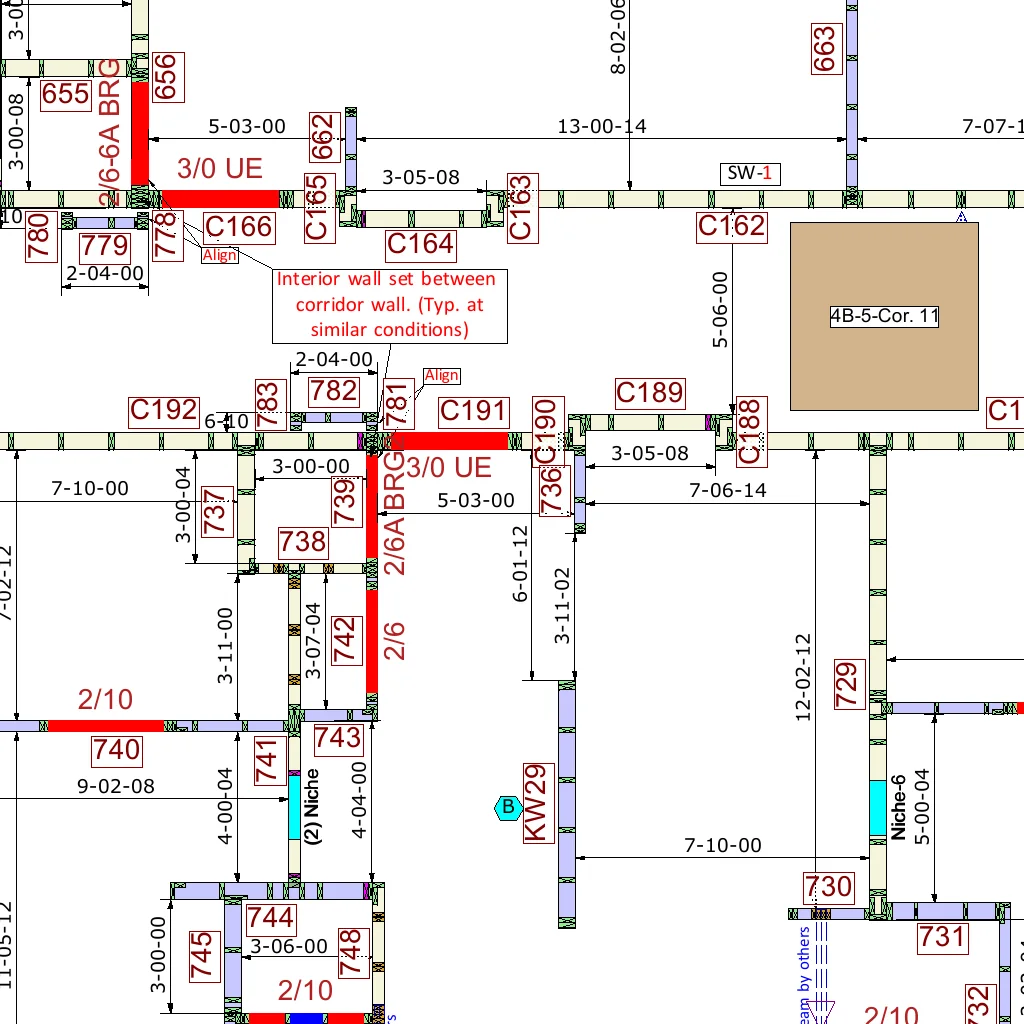 8-02-06
663
656
655
2/6-6A BRG
3-00-08
5-03-00
662
13-00-14
3/0 UE
3-05-08
SW-1
C165
C163
10
780
779
778
C166
C164
C162
Align
2-04-00
Interior wall set between
corridor wall. (Typ. at
similar conditions)
5-06-00
4B-5-Cor. 11
2-04-00
782
Align
783
781
C192
6-10
C191
C190
C189
C188
3-00-00
3/0 UE
3-05-08
7-10-00
3-00-04
737
739
2/6A BRG
5-03-00
736
7-06-14
738
6-01-12
3-11-02
7-02-12
3-11-00
3-07-04
742
2/6
12-02-12
729
2/10
740
741
743
9-02-08
4-00-04
(2) Niche
4-04-00
B
KW29
Niche-6
5-00-04
7-10-00
730
744
731
11-05-12
3-00-00
745
3-06-00
748
2/10
eam by others
2/10
732